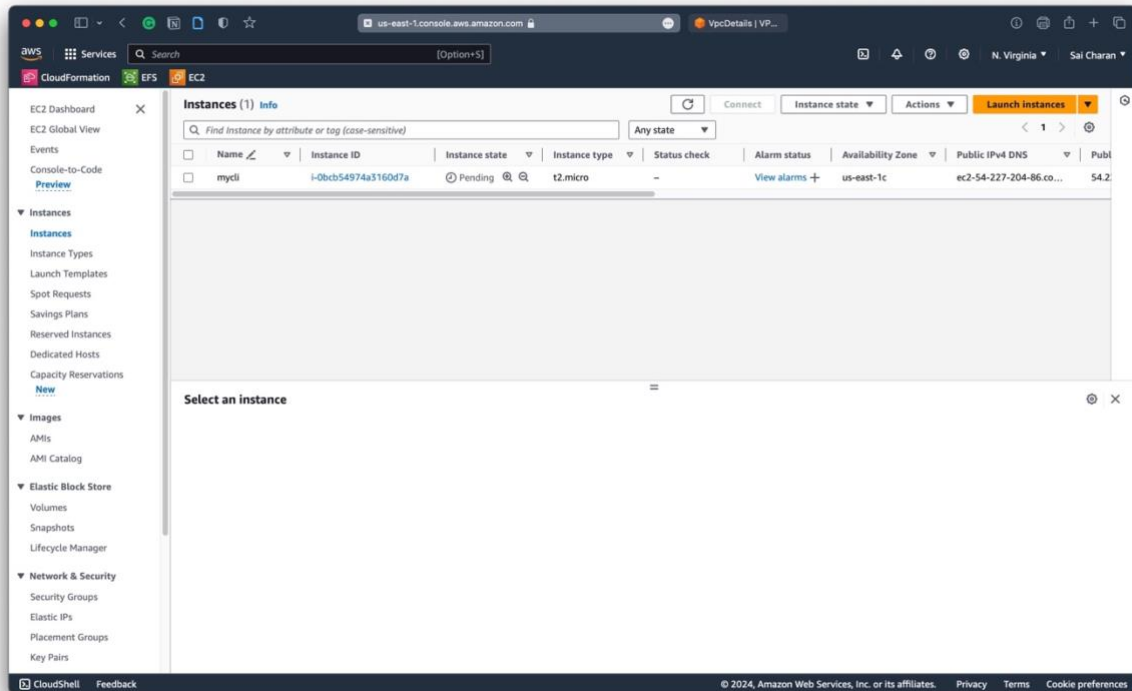 us-east-1.console.aws.amazon.com
VpcDetails | VP...
aws
Services
Search
[Option+S]
N. Virginia
Sai Charan
CloudFormation
EFS
EC2
EC2 Dashboard
EC2 Global View
Events
Console-to-Code
Preview
Instances
Instances
Instance Types
Launch Templates
Spot Requests
Savings Plans
Reserved Instances
Dedicated Hosts
Capacity Reservations
New
Images
AMIs
AMI Catalog
Elastic Block Store
Volumes
Snapshots
Lifecycle Manager
Network & Security
Security Groups
Elastic IPs
Placement Groups
Key Pairs
Instances (1) Info
Connect
Instance state
Actions
Launch instances
Find Instance by attribute or tag (case-sensitive)
Any state
1
Name Instance ID Instance state Instance type Status check Alarm status Availability Zone Public IPv4 DNS Publ
mycli i-0bcb54974a3160d7a Pending t2.micro – View alarms + us-east-1c ec2-54-227-204-86.co... 54.2
Select an instance
CloudShell Feedback © 2024, Amazon Web Services, Inc. or its affiliates. Privacy Terms Cookie preferences